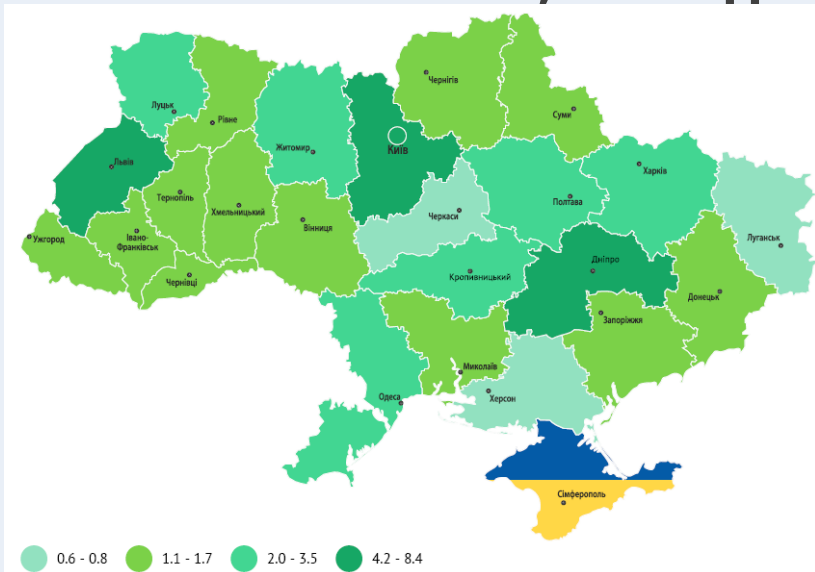 Чернігів
Луцьк
Рівне
Суми
Київ
Житомир
Львів
Харків
Тернопіль
Полтава
Хмельницький
Черкаси
Вінниця
Ужгород
Івано-
Франківськ
Луганськ
Дніпро
Чернівці
Кропивницький
Донецьк
Запоріжжя
Миколаїв
Одеса
Херсон
Сімферополь
0.6 - 0.8
1.1 - 1.7
2.0 - 3.5
4.2 - 8.4